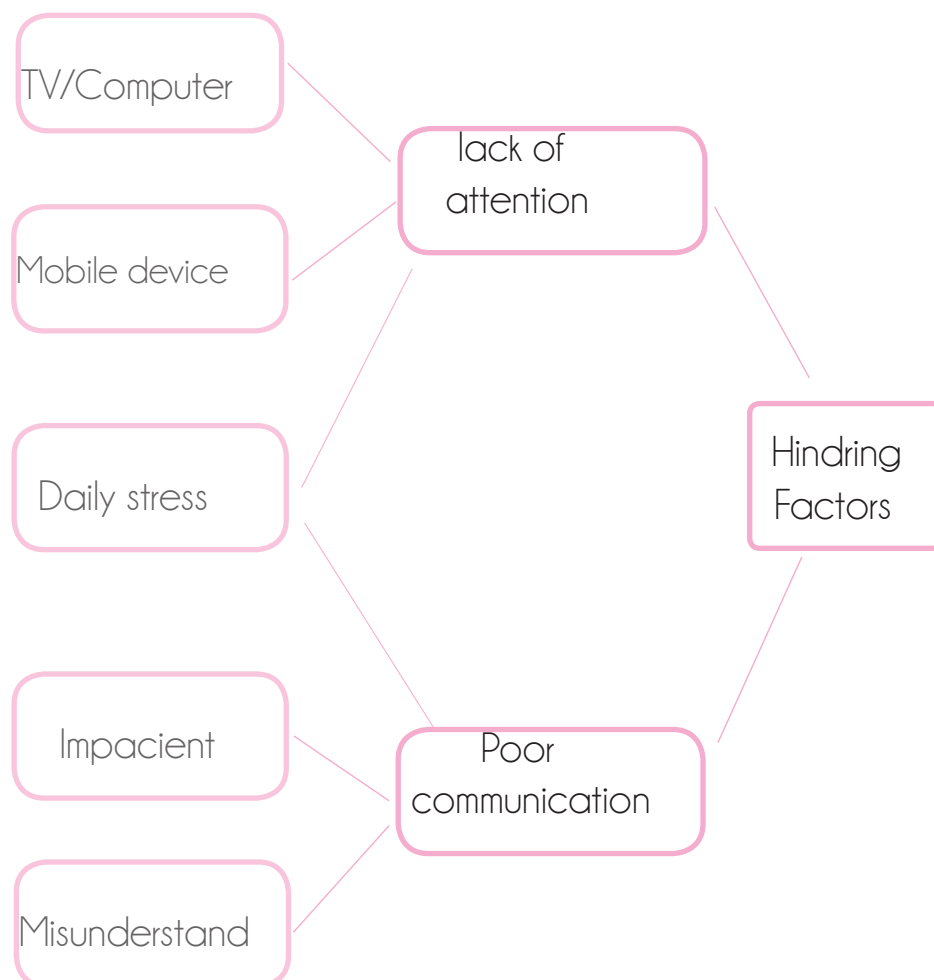 TV/Computer
lack of
attention
Mobile device
Hindring
Factors
Daily stress
Impacient
Poor
communication
Misunderstand